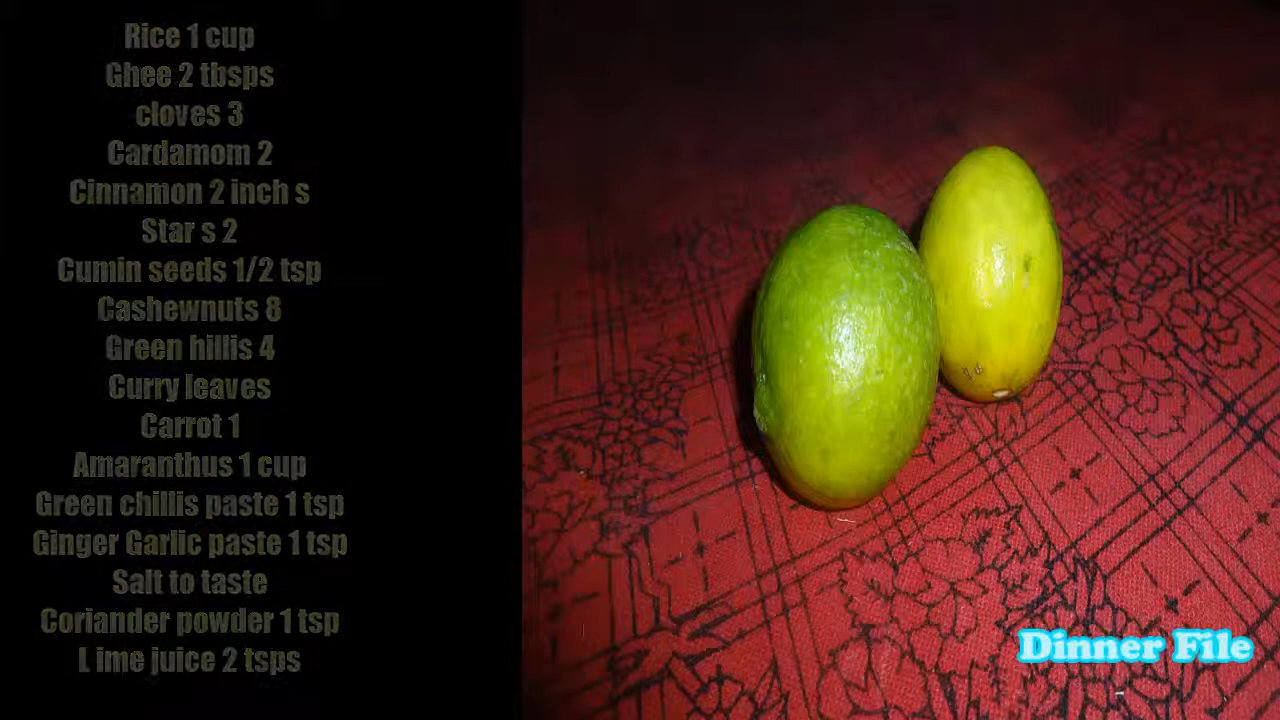 Rice 1 cup
Ghee 2 tbsps
cloves 3
Cardamom 2
Cinnamon 2 inch s
Star s 2
Cumin seeds 1/2 tsp
Cashewnuts 8
Green hillis 4
Curry leaves
Carrot 1
Amaranthus 1 cup
Green chillis paste 1 tsp
Ginger Garlic paste 1 tsp
Salt to taste
Coriander powder 1 tsp
L ime juice 2 tsps
Dinner File